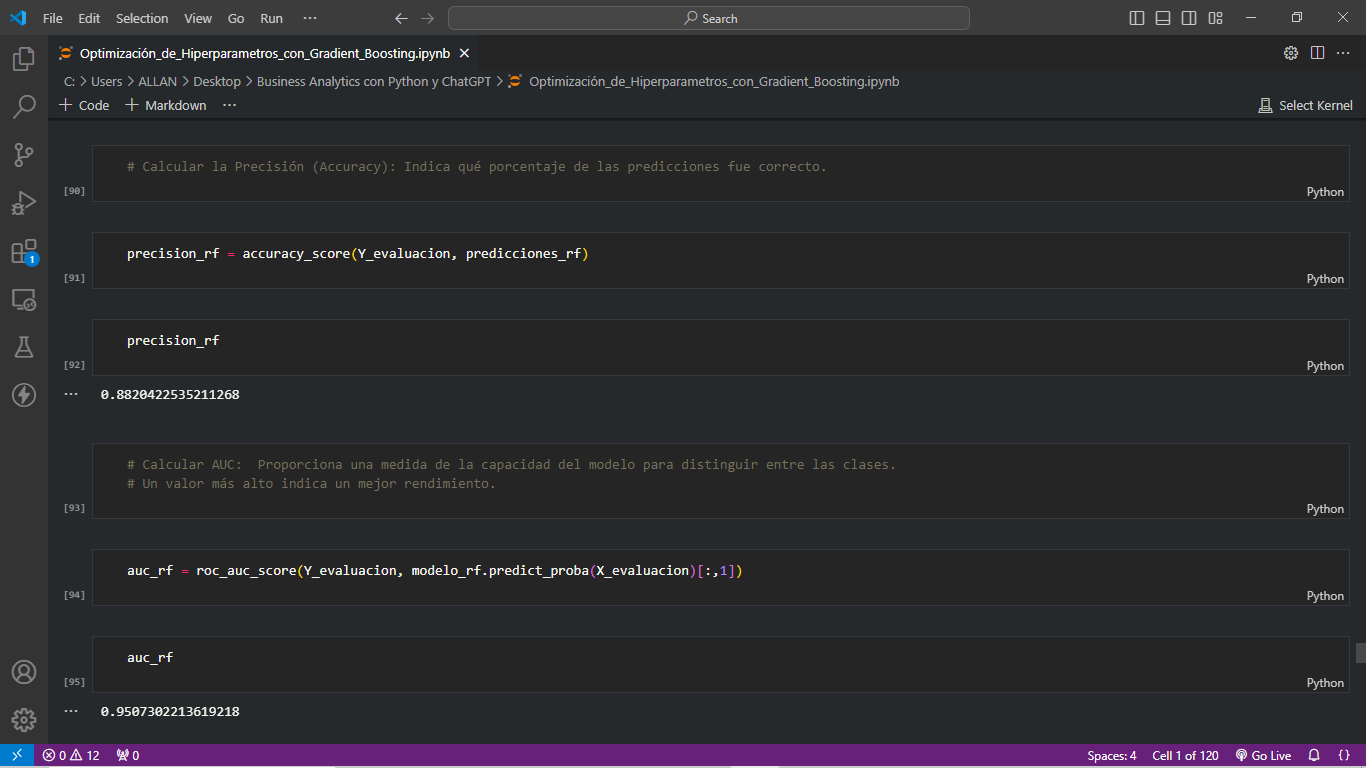 File Edit Selection View Go Run ··· Search
Optimización_de_Hiperparametros_con_Gradient_Boosting.ipynb
C: > Users > ALLAN > Desktop > Business Analytics con Python y ChatGPT > Optimización_de_Hiperparametros_con_Gradient_Boosting.ipynb
+ Code + Markdown ··· Select Kernel
# Calcular la Precisión (Accuracy): Indica qué porcentaje de las predicciones fue correcto.
[90] Python
precision_rf = accuracy_score(Y_evaluacion, predicciones_rf)
[91] Python
precision_rf
[92] Python
··· 0.8820422535211268
# Calcular AUC:  Proporciona una medida de la capacidad del modelo para distinguir entre las clases.
# Un valor más alto indica un mejor rendimiento.
[93] Python
auc_rf = roc_auc_score(Y_evaluacion, modelo_rf.predict_proba(X_evaluacion)[:,1])
[94] Python
auc_rf
[95] Python
··· 0.9507302213619218
1
0 12 0 Spaces: 4 Cell 1 of 120 Go Live {}